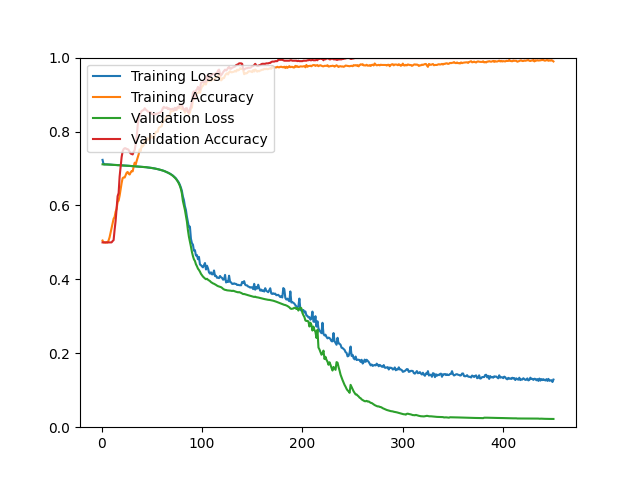 1.0
0.8
0.6
0.4
0.2
0.0
Training Loss
Training Accuracy
Validation Loss
Validation Accuracy
0 100 200 300 400